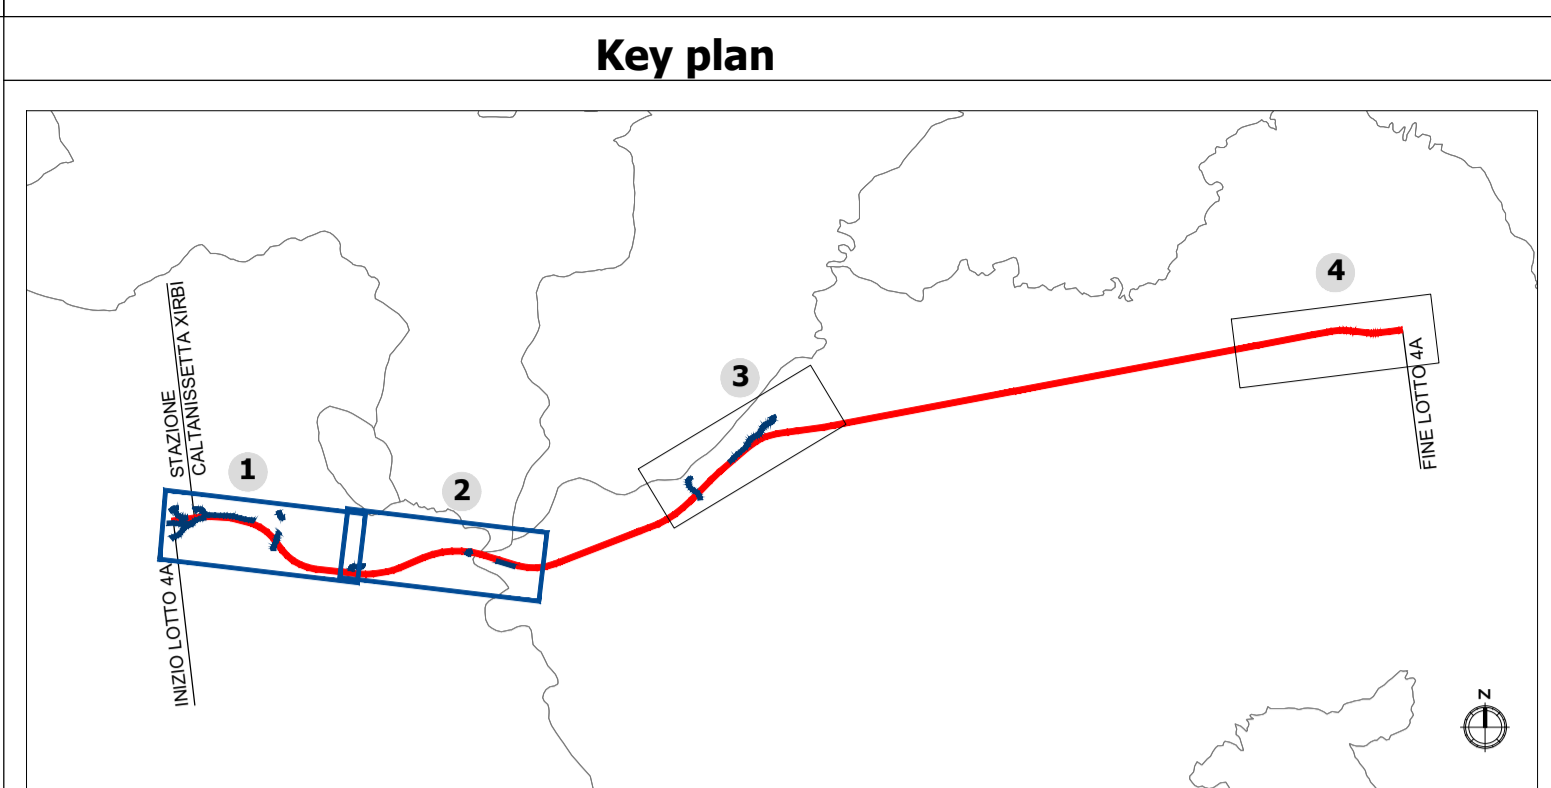 Key plan
4
3
STAZIONE
CALTANISSETTA XIRBI
FINE LOTTO 4A
1
2
INIZIO LOTTO 4A
N